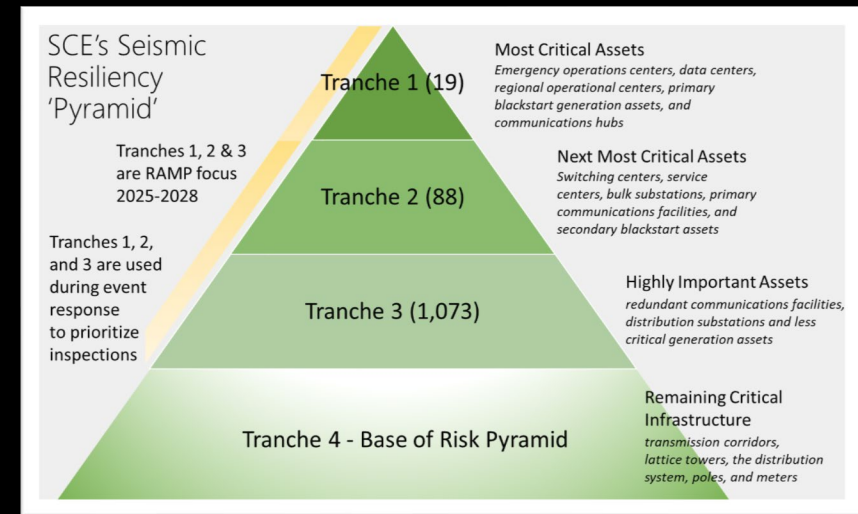 SCE's Seismic
Resiliency
'Pyramid'
Tranche 1 (19)
Most Critical Assets
Emergency operations centers, data centers,
regional operational centers, primary
blackstart generation assets, and
communications hubs
Tranches 1, 2 & 3
are RAMP focus
2025-2028
Tranche 2 (88)
Next Most Critical Assets
Switching centers, service
centers, bulk substations, primary
communications facilities, and
secondary blackstart assets
Tranches 1, 2,
and 3 are used
during event
response
to prioritize
inspections
Tranche 3 (1,073)
Highly Important Assets
redundant communications facilities,
distribution substations and less
critical generation assets
Tranche 4 - Base of Risk Pyramid
Remaining Critical
Infrastructure
transmission corridors,
lattice towers, the distribution
system, poles, and meters